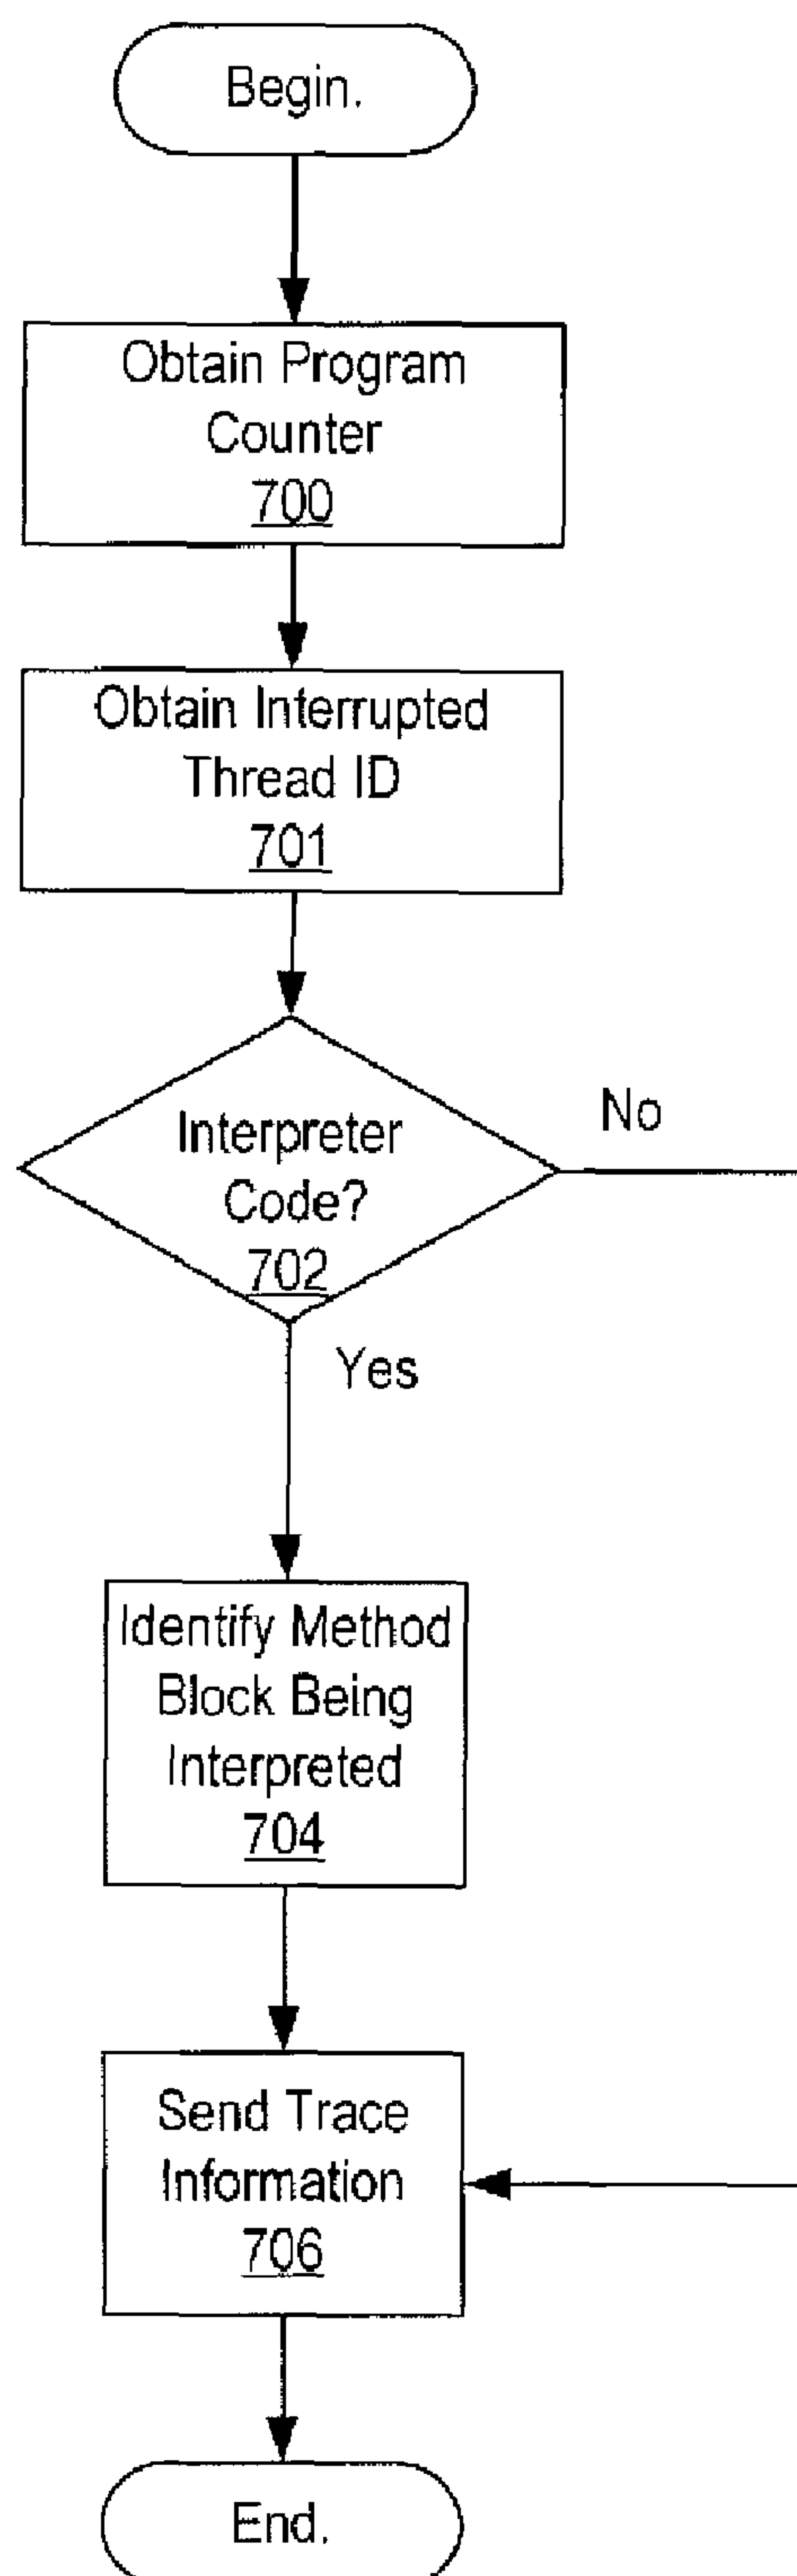 Begin.
Obtain Program
Counter
700
Obtain Interrupted
Thread ID
701
Interpreter
Code?
702
No
Yes
Identify Method
Block Being
Interpreted
704
Send Trace
Information
706
End.